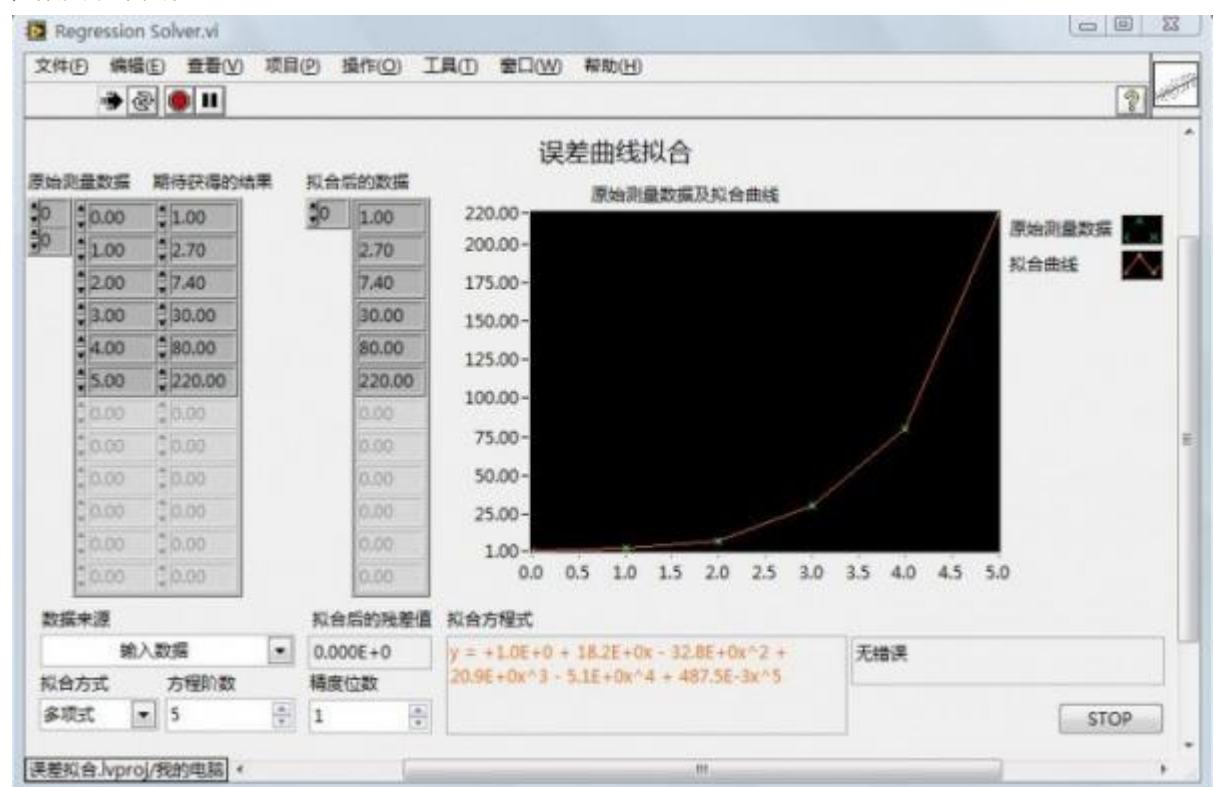 Regression Solver.vi
文件(F) 编辑(E) 查看(V) 项目(P) 操作(O) 工具(T) 窗口(W) 帮助(H)
误差曲线拟合
原始测量数据 期待获得的结果 拟合后的数据
原始测量数据及拟合曲线
0 0.00 1.00 0 1.00
0 1.00 2.70 2.70
2.00 7.40 7.40
3.00 30.00 30.00
4.00 80.00 80.00
5.00 220.00 220.00
0.00 0.00 0.00
0.00 0.00 0.00
0.00 0.00 0.00
0.00 0.00 0.00
0.00 0.00 0.00
0.00 0.00 0.00
220.00
200.00
175.00
150.00
125.00
100.00
75.00
50.00
25.00
1.00
0.0 0.5 1.0 1.5 2.0 2.5 3.0 3.5 4.0 4.5 5.0
原始测量数据
拟合曲线
数据来源 拟合后的残差值 拟合方程式
输入数据 0.000E+0
y = +1.0E+0 + 18.2E+0x - 32.8E+0x^2 +
20.9E+0x^3 - 5.1E+0x^4 + 487.5E-3x^5
无错误
拟合方式 方程阶数 精度位数
多项式 5 1
STOP
误差拟合.lvproj/我的电脑